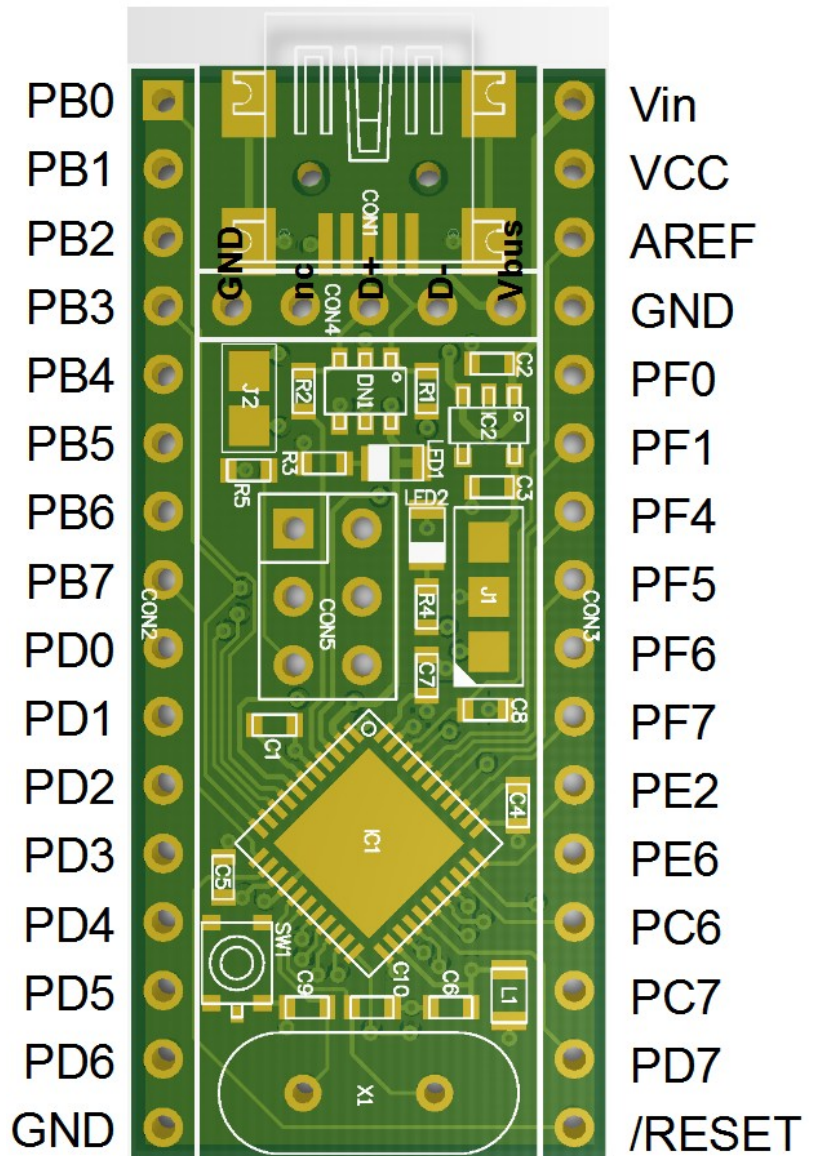 PB0
PB1
PB2
PB3
PB4
PB5
PB6
PB7
PD0
PD1
PD2
PD3
PD4
PD5
PD6
GND
CON1
GND
nc
D+
D-
Vbus
CON4
J2
R2
DN1
R1
C2
IC2
R5
R3
LED1
C3
LED2
CON2
CON5
R4
J1
CON3
C7
C1
C8
IC1
C4
C5
SW1
C9
C10
C6
L1
X1
Vin
VCC
AREF
GND
PF0
PF1
PF4
PF5
PF6
PF7
PE2
PE6
PC6
PC7
PD7
/RESET